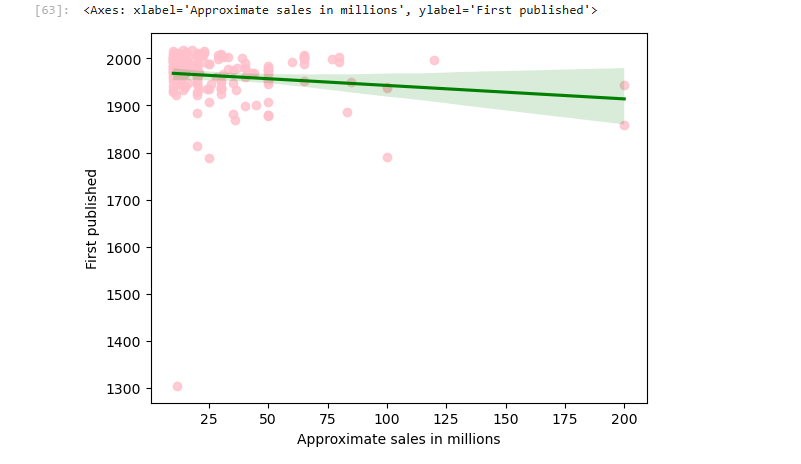 [63]: <Axes: xlabel='Approximate sales in millions', ylabel='First published'>
2000
1900
1800
1700
1600
1500
1400
1300
First published
25 50 75 100 125 150 175 200
Approximate sales in millions